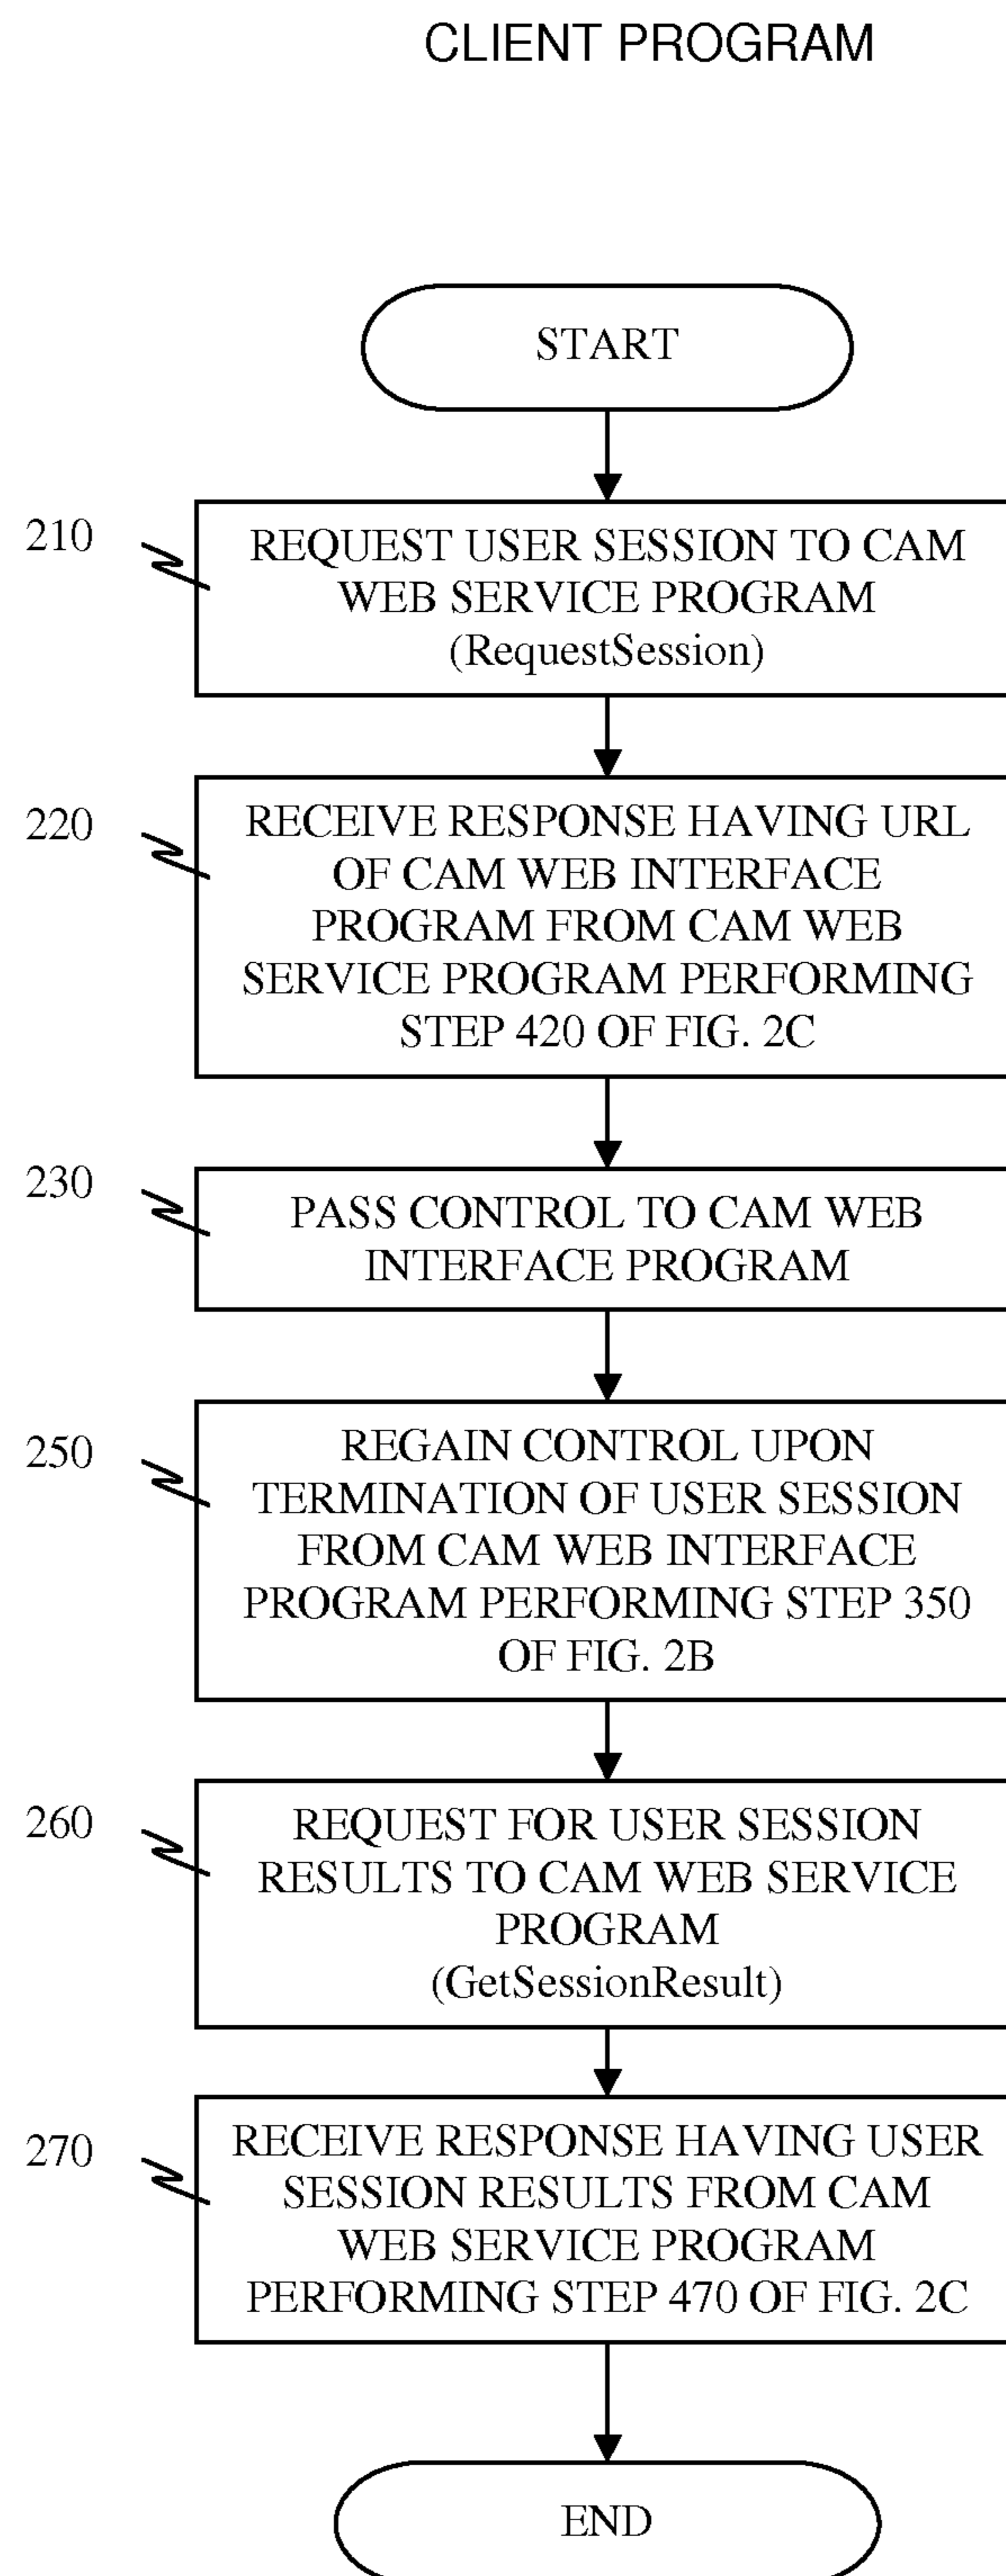 CLIENT PROGRAM
START
210
REQUEST USER SESSION TO CAM
WEB SERVICE PROGRAM
(RequestSession)
220
RECEIVE RESPONSE HAVING URL
OF CAM WEB INTERFACE
PROGRAM FROM CAM WEB
SERVICE PROGRAM PERFORMING
STEP 420 OF FIG. 2C
230
PASS CONTROL TO CAM WEB
INTERFACE PROGRAM
250
REGAIN CONTROL UPON
TERMINATION OF USER SESSION
FROM CAM WEB INTERFACE
PROGRAM PERFORMING STEP 350
OF FIG. 2B
260
REQUEST FOR USER SESSION
RESULTS TO CAM WEB SERVICE
PROGRAM
(GetSessionResult)
270
RECEIVE RESPONSE HAVING USER
SESSION RESULTS FROM CAM
WEB SERVICE PROGRAM
PERFORMING STEP 470 OF FIG. 2C
END